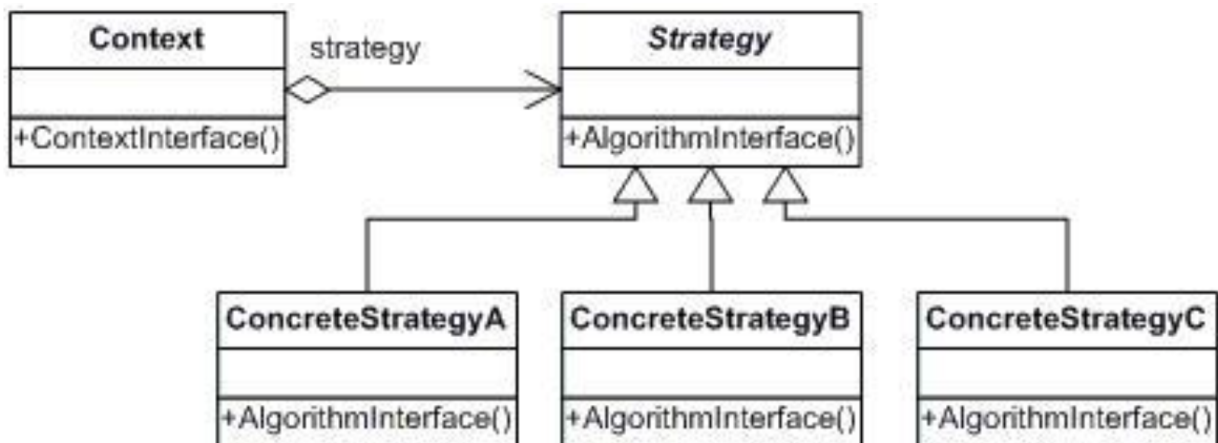 Context
strategy
Strategy
+ContextInterface()
+AlgorithmInterface()
ConcreteStrategyA
ConcreteStrategyB
ConcreteStrategyC
+AlgorithmInterface()
+AlgorithmInterface()
+AlgorithmInterface()